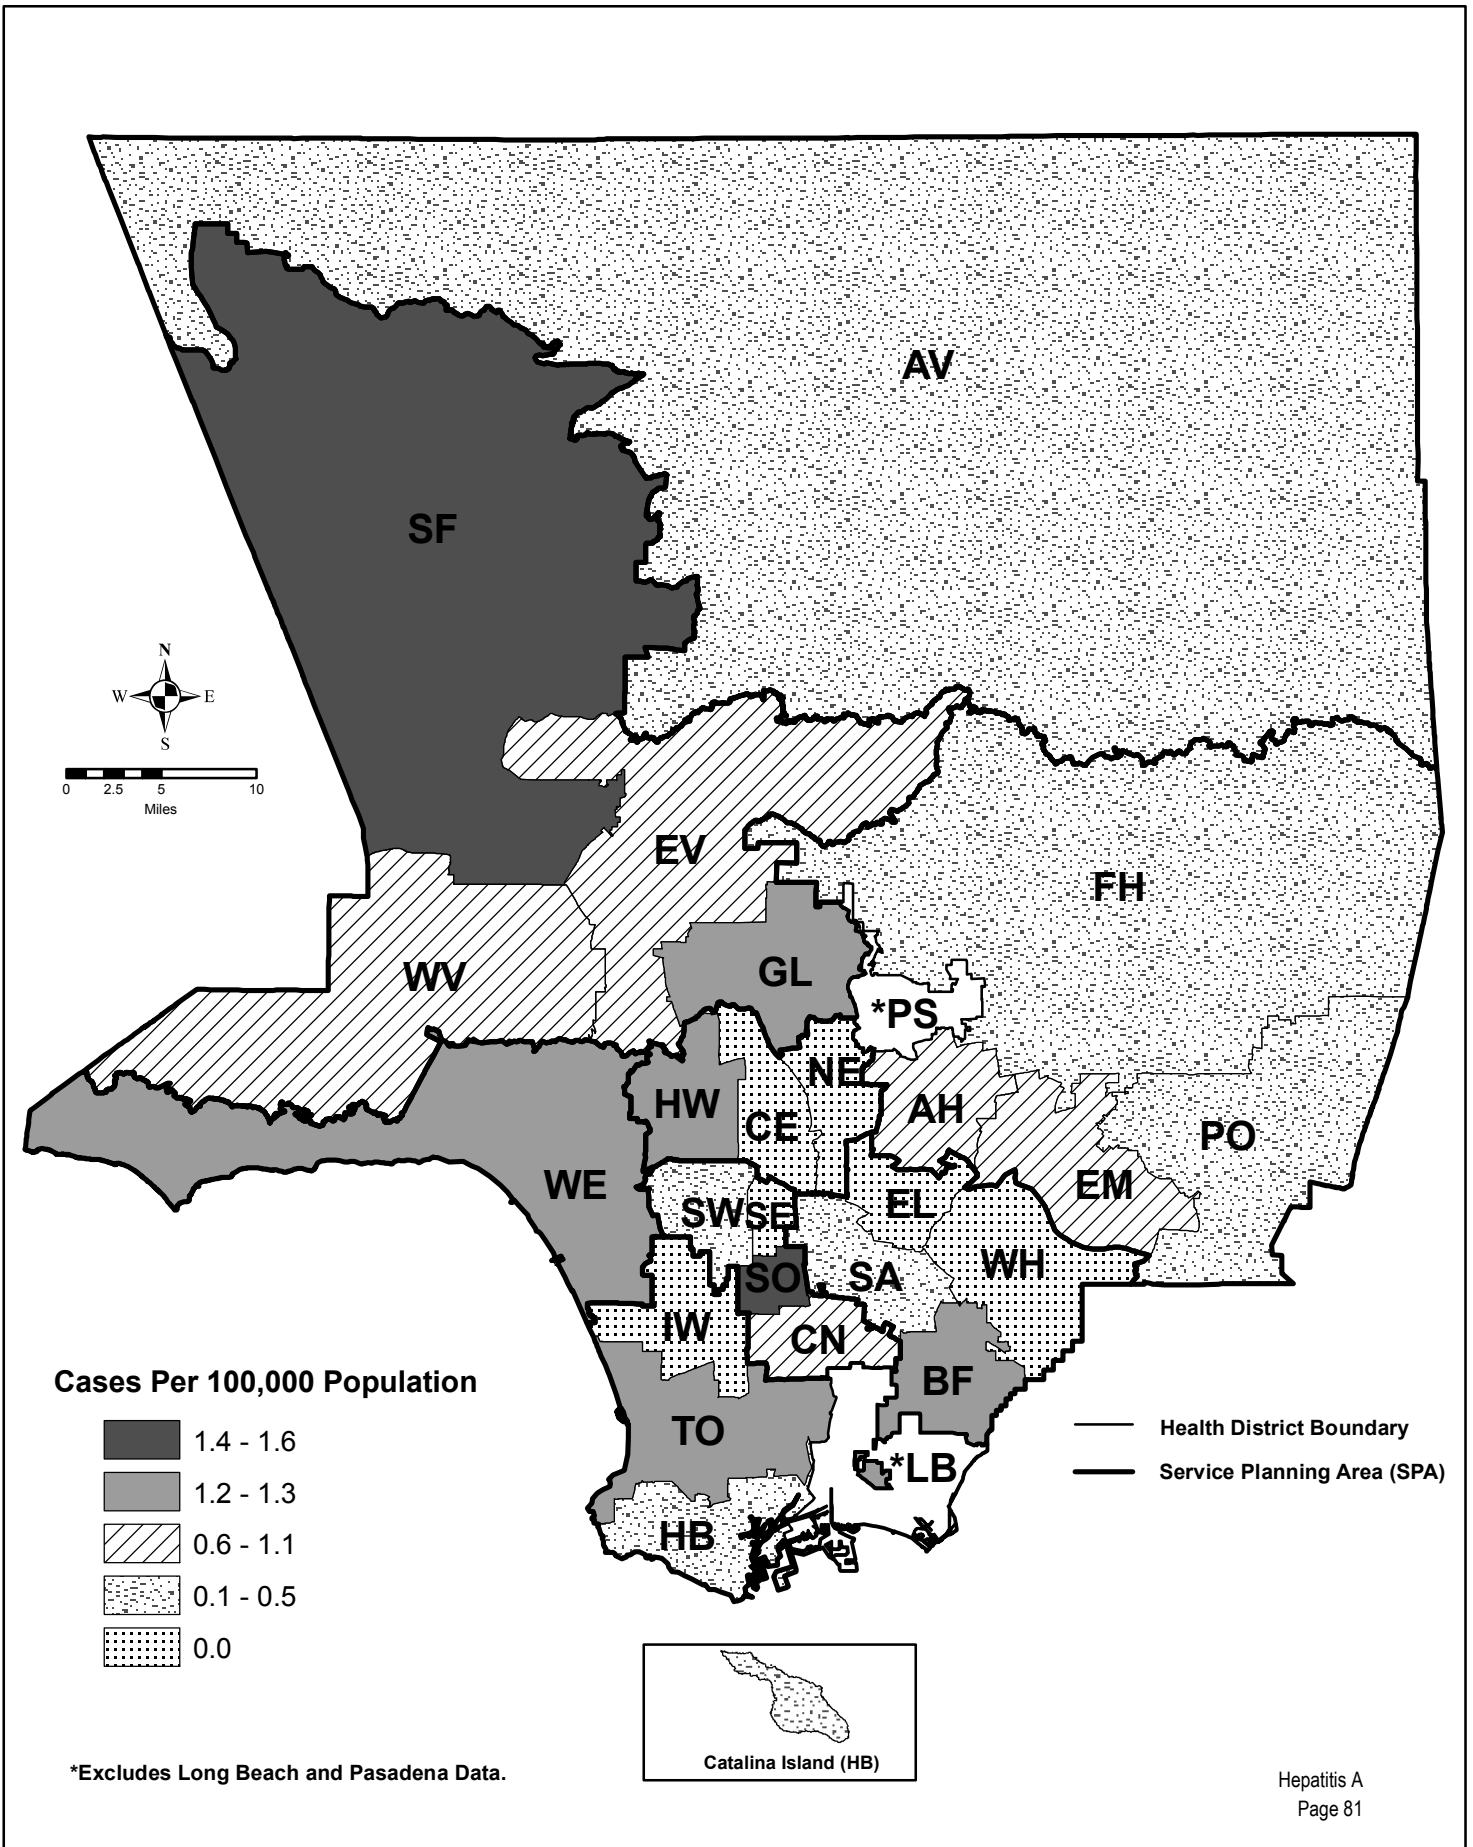 AV
SF
N
W E
S
0 2.5 5 10
Miles
EV
FH
WV
GL
*PS
NE
HW
AH
CE
PO
WE
EM
SW
SE
EL
WH
SO
SA
IW
CN
BF
TO
*LB
HB
Cases Per 100,000 Population
1.4 - 1.6
1.2 - 1.3
0.6 - 1.1
0.1 - 0.5
0.0
Health District Boundary
Service Planning Area (SPA)
Catalina Island (HB)
*Excludes Long Beach and Pasadena Data.
Hepatitis A
Page 81